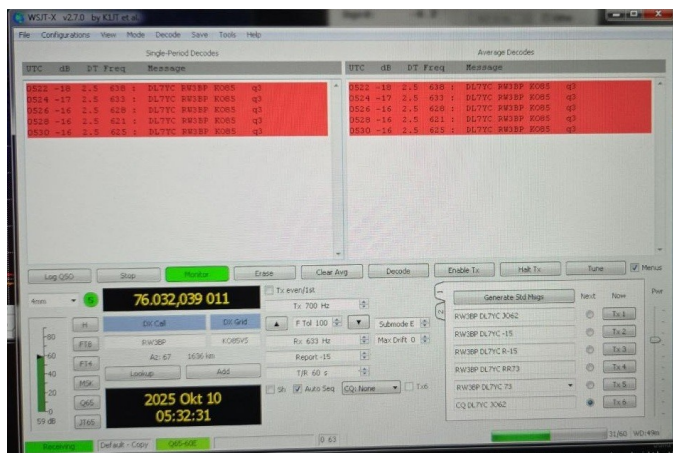 WSJT-X v2.7.0 by K1JT et al.
File Configurations View Mode Decode Save Tools Help
Single-Period Decodes
Average Decodes
UTC dB DT Freq Message
UTC dB DT Freq Message
0522 -18 2.5 638 : DL7YC RW3BP KO85 q3
0524 -17 2.5 633 : DL7YC RW3BP KO85 q3
0526 -16 2.5 628 : DL7YC RW3BP KO85 q3
0528 -16 2.5 621 : DL7YC RW3BP KO85 q3
0530 -16 2.5 625 : DL7YC RW3BP KO85 q3
0522 -18 2.5 638 : DL7YC RW3BP KO85 q3
0524 -17 2.5 633 : DL7YC RW3BP KO85 q3
0526 -16 2.5 628 : DL7YC RW3BP KO85 q3
0528 -16 2.5 621 : DL7YC RW3BP KO85 q3
0530 -16 2.5 625 : DL7YC RW3BP KO85 q3
Log QSO Stop Monitor Erase Clear Avg Decode Enable Tx Halt Tx Tune Menus
4mm S 76.032,039 011
Tx even/1st
Tx 700 Hz
Generate Std Msgs Next Now Pwr
H DX Call DX Grid
F Tol 100 Submode E
RW3BP DL7YC JO62 Tx 1
-80
FT8 RW3BP KO85VS
Rx 633 Hz Max Drift 0
RW3BP DL7YC -15 Tx 2
-60
FT4 Az: 67 1636 km
Report -15
RW3BP DL7YC R-15 Tx 3
-40
MSK Lookup Add
T/R 60 s
RW3BP DL7YC RR73 Tx 4
-20
Q65
Sh Auto Seq CQ: None Tx6
RW3BP DL7YC 73 Tx 5
0
59 dB JT65
2025 Okt 10
05:32:31
CQ DL7YC JO62 Tx 6
1
2
Receiving Default - Copy Q65-60E 0 63 31/60 WD:49m